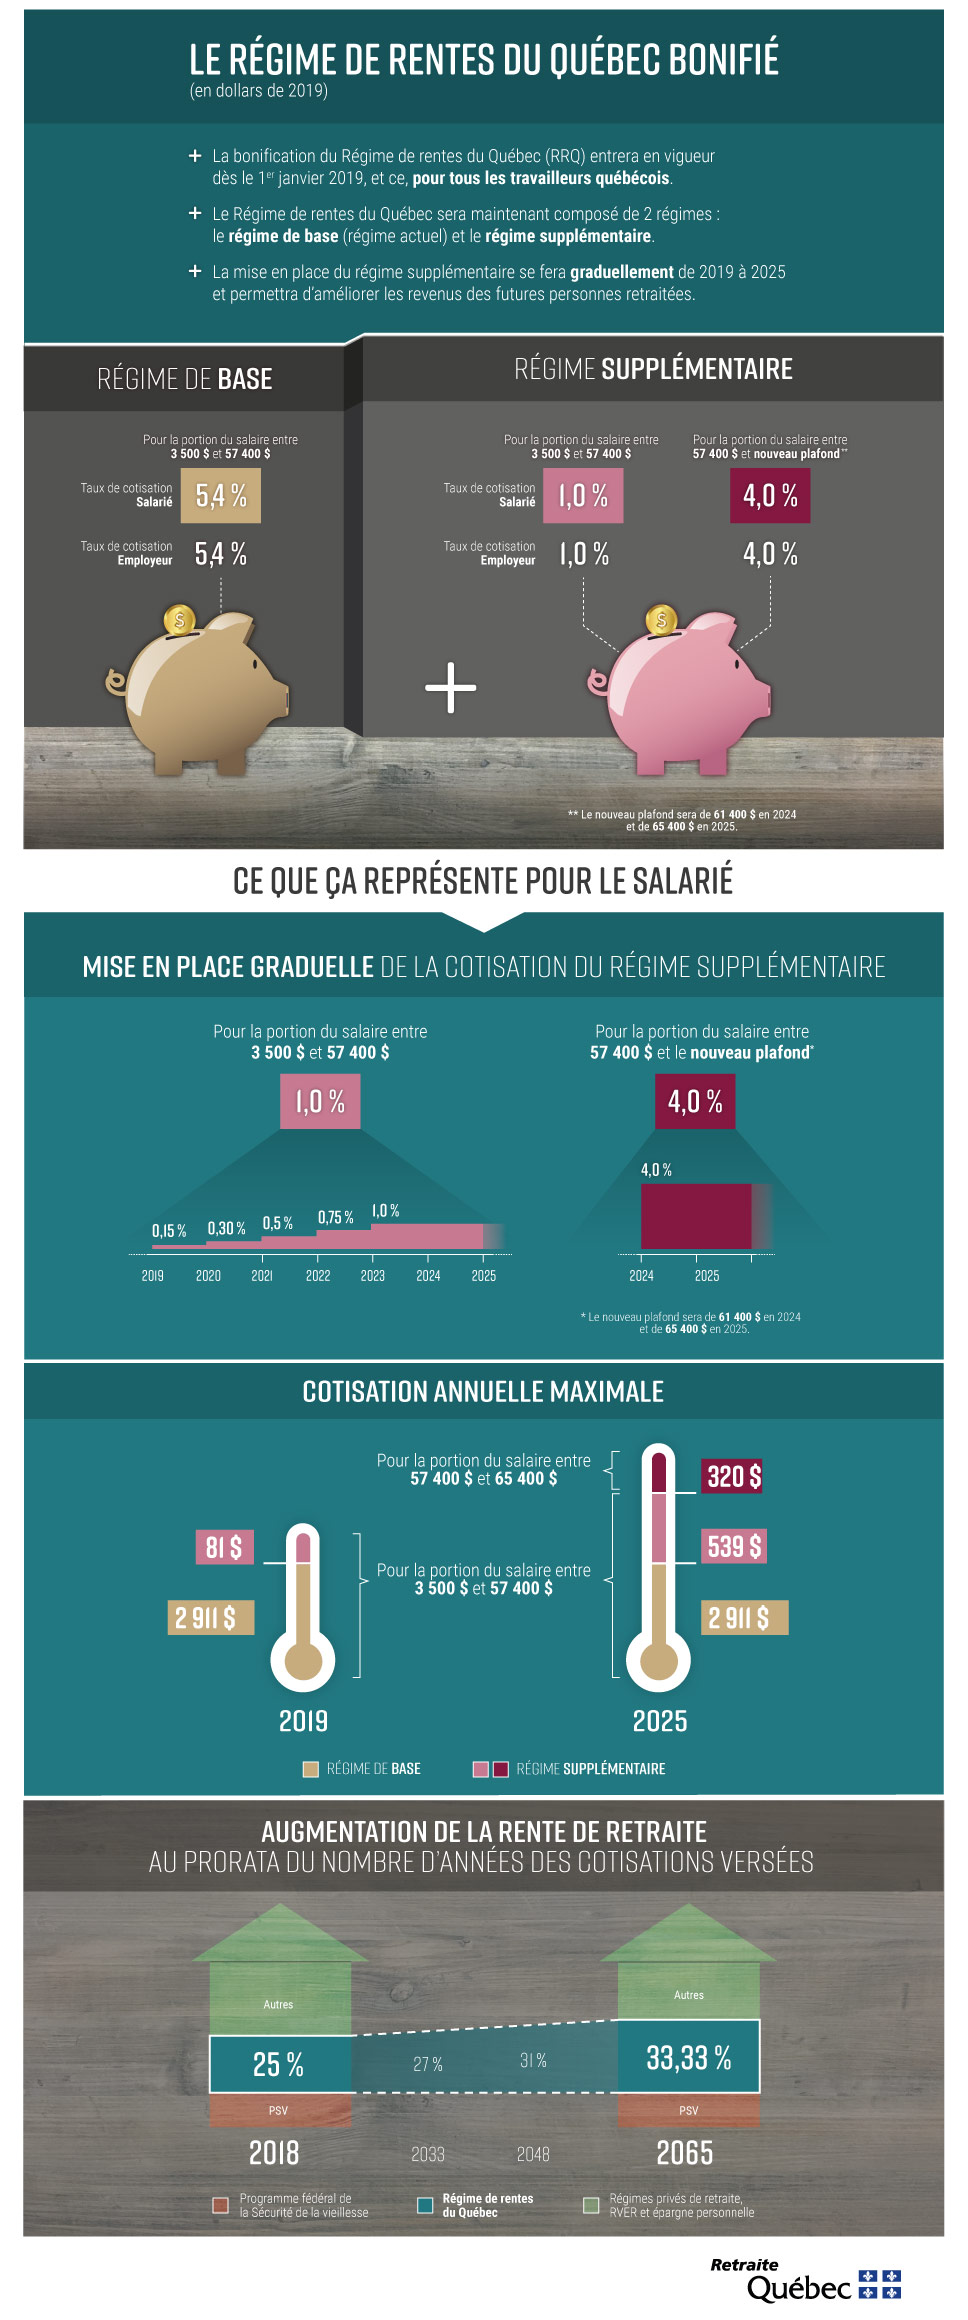 LE RÉGIME DE RENTES DU QUÉBEC BONIFIÉ
(en dollars de 2019)
+ La bonification du Régime de rentes du Québec (RRQ) entrera en vigueur
dès le 1er janvier 2019, et ce, pour tous les travailleurs québécois.
+ Le Régime de rentes du Québec sera maintenant composé de 2 régimes :
le régime de base (régime actuel) et le régime supplémentaire.
+ La mise en place du régime supplémentaire se fera graduellement de 2019 à 2025
et permettra d'améliorer les revenus des futures personnes retraitées.
RÉGIME DE BASE
Pour la portion du salaire entre
3 500 $ et 57 400 $
Taux de cotisation
Salarié
5,4 %
Taux de cotisation
Employeur
5,4 %
$
+
RÉGIME SUPPLÉMENTAIRE
Pour la portion du salaire entre
3 500 $ et 57 400 $
Pour la portion du salaire entre
57 400 $ et nouveau plafond**
Taux de cotisation
Salarié
1,0 %
4,0 %
Taux de cotisation
Employeur
1,0 %
4,0 %
$
** Le nouveau plafond sera de 61 400 $ en 2024
et de 65 400 $ en 2025.
CE QUE ÇA REPRÉSENTE POUR LE SALARIÉ
MISE EN PLACE GRADUELLE DE LA COTISATION DU RÉGIME SUPPLÉMENTAIRE
Pour la portion du salaire entre
3 500 $ et 57 400 $
1,0 %
0,15 % 0,30 % 0,5 % 0,75 % 1,0 %
2019 2020 2021 2022 2023 2024 2025
Pour la portion du salaire entre
57 400 $ et le nouveau plafond*
4,0 %
4,0 %
2024 2025
* Le nouveau plafond sera de 61 400 $ en 2024
et de 65 400 $ en 2025.
COTISATION ANNUELLE MAXIMALE
Pour la portion du salaire entre
57 400 $ et 65 400 $
320 $
81 $
539 $
Pour la portion du salaire entre
3 500 $ et 57 400 $
2 911 $
2 911 $
2019
2025
RÉGIME DE BASE
RÉGIME SUPPLÉMENTAIRE
AUGMENTATION DE LA RENTE DE RETRAITE
AU PRORATA DU NOMBRE D'ANNÉES DES COTISATIONS VERSÉES
Autres
Autres
25 %
27 %
31 %
33,33 %
PSV
PSV
2018
2033
2048
2065
Programme fédéral de
la Sécurité de la vieillesse
Régime de rentes
du Québec
Régimes privés de retraite,
RVER et épargne personnelle
Retraite
Québec